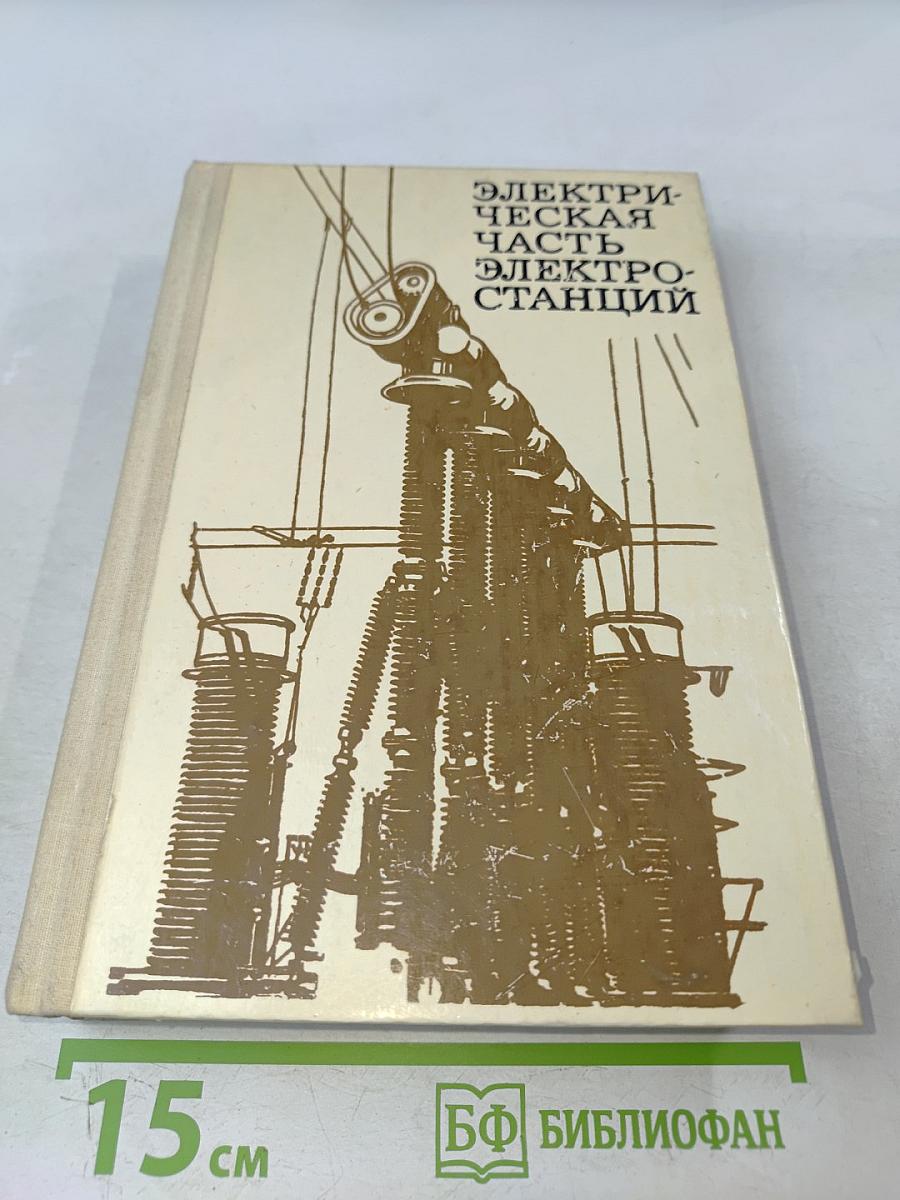 ЭЛЕКТРИ-
ЧЕСКАЯ
ЧАСТЬ
ЭЛЕКТРО-
СТАНЦИЙ
15 см
БФ БИБЛИОФАН